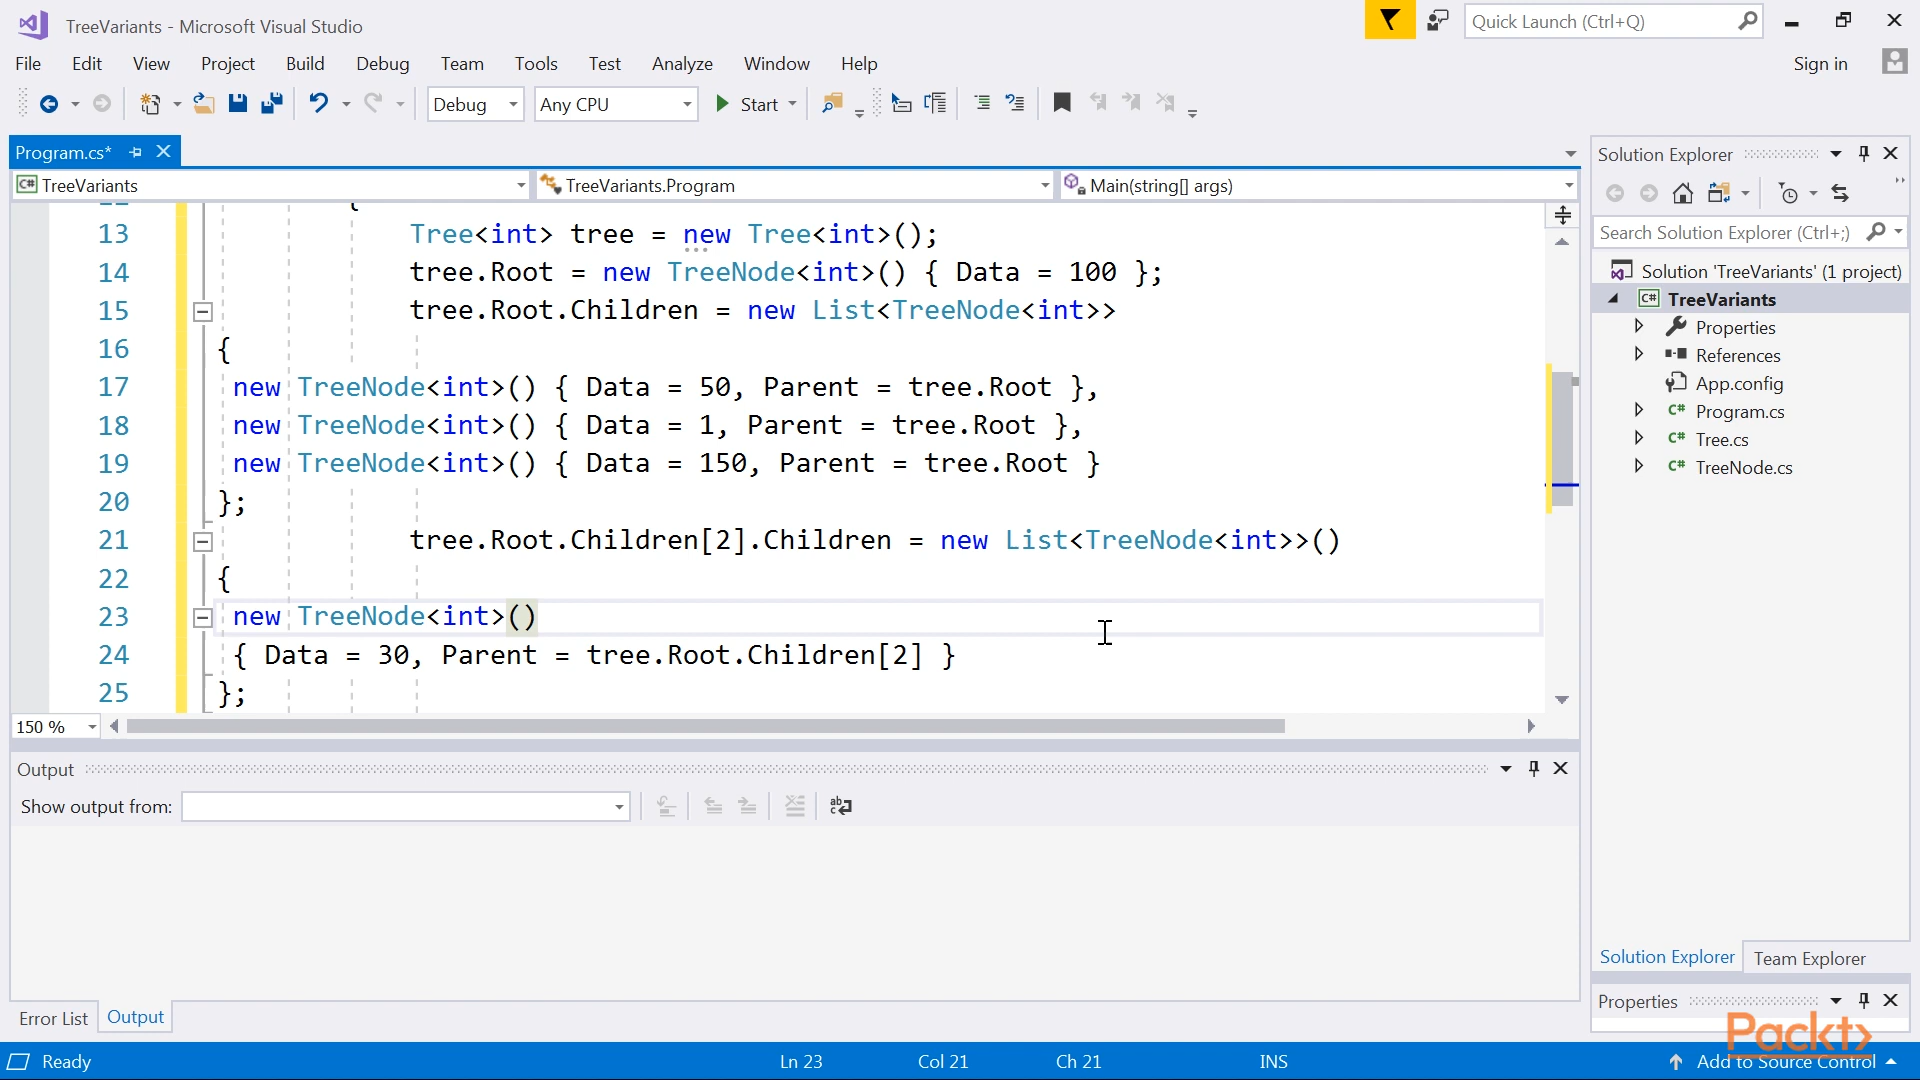 TreeVariants - Microsoft Visual Studio
Quick Launch (Ctrl+Q)
File Edit View Project Build Debug Team Tools Test Analyze Window Help
Sign in
Debug Any CPU Start
Program.cs*
TreeVariants TreeVariants.Program Main(string[] args)
13 Tree<int> tree = new Tree<int>();
14 tree.Root = new TreeNode<int>() { Data = 100 };
15 tree.Root.Children = new List<TreeNode<int>>
16 {
17 new TreeNode<int>() { Data = 50, Parent = tree.Root },
18 new TreeNode<int>() { Data = 1, Parent = tree.Root },
19 new TreeNode<int>() { Data = 150, Parent = tree.Root }
20 };
21 tree.Root.Children[2].Children = new List<TreeNode<int>>()
22 {
23 new TreeNode<int>()
24 { Data = 30, Parent = tree.Root.Children[2] }
25 };
150 %
Output
Show output from:
Error List Output
Solution Explorer
Search Solution Explorer (Ctrl+;)
Solution 'TreeVariants' (1 project)
C# TreeVariants
Properties
References
App.config
C# Program.cs
C# Tree.cs
C# TreeNode.cs
Solution Explorer Team Explorer
Properties
Packt>
Ready Ln 23 Col 21 Ch 21 INS Add to Source Control